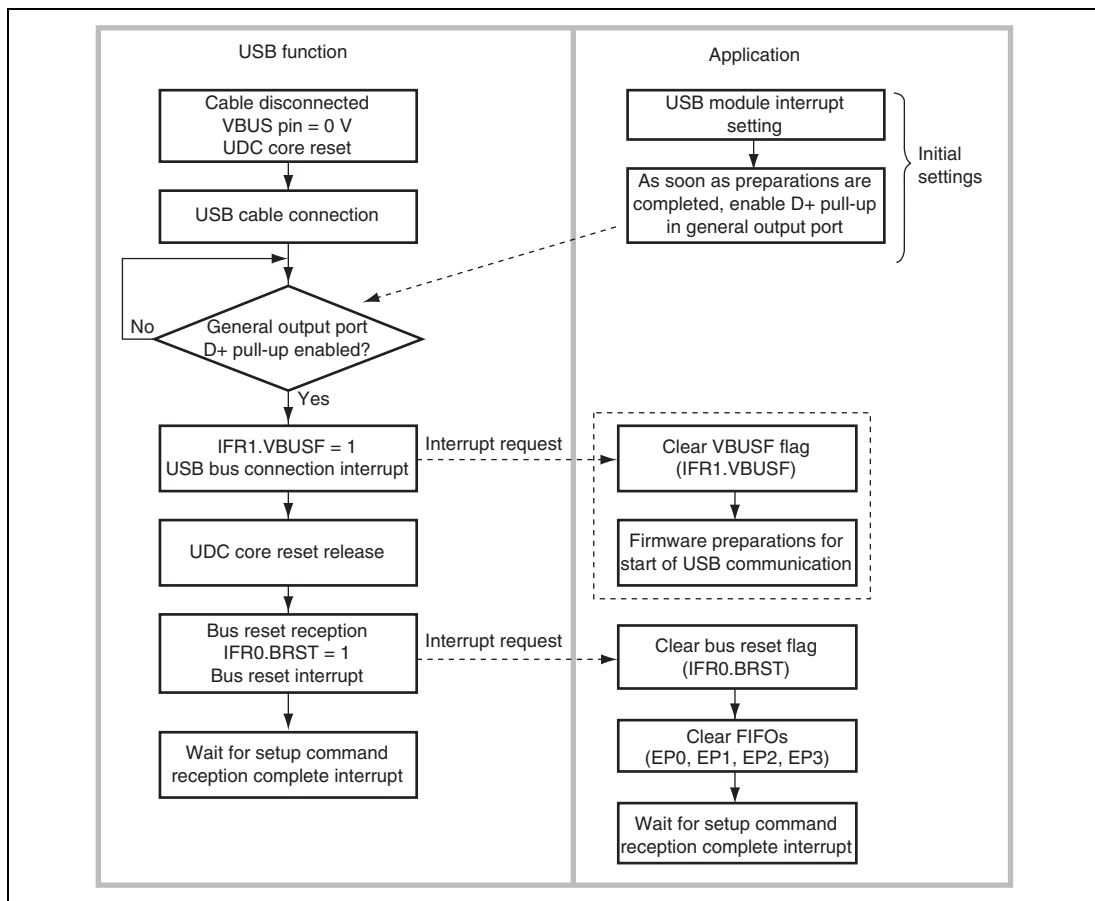 USB function
Cable disconnected
VBUS pin = 0 V
UDC core reset
USB cable connection
No
General output port
D+ pull-up enabled?
Yes
IFR1.VBUSF = 1
USB bus connection interrupt
Interrupt request
UDC core reset release
Bus reset reception
IFR0.BRST = 1
Bus reset interrupt
Interrupt request
Wait for setup command
reception complete interrupt
Application
USB module interrupt
setting
As soon as preparations are
completed, enable D+ pull-up
in general output port
Initial
settings
Clear VBUSF flag
(IFR1.VBUSF)
Firmware preparations for
start of USB communication
Clear bus reset flag
(IFR0.BRST)
Clear FIFOs
(EP0, EP1, EP2, EP3)
Wait for setup command
reception complete interrupt